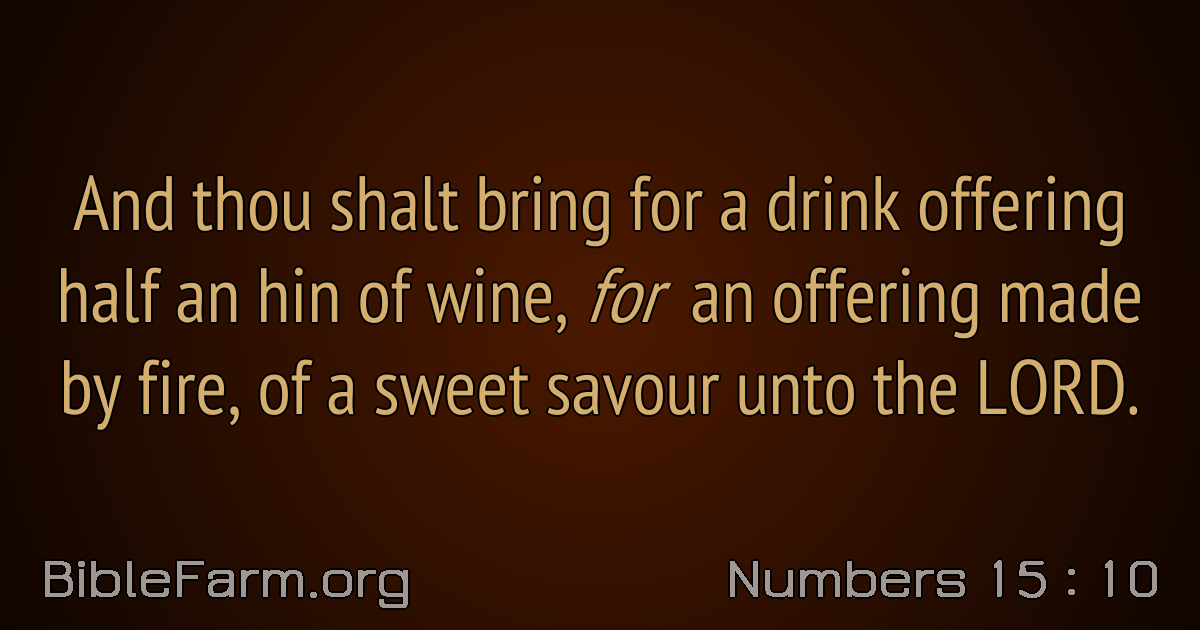 And thou shalt bring for a drink offering
half an hin of wine, for an offering made
by fire, of a sweet savour unto the LORD.
BibleFarm.org
Numbers 15 : 10